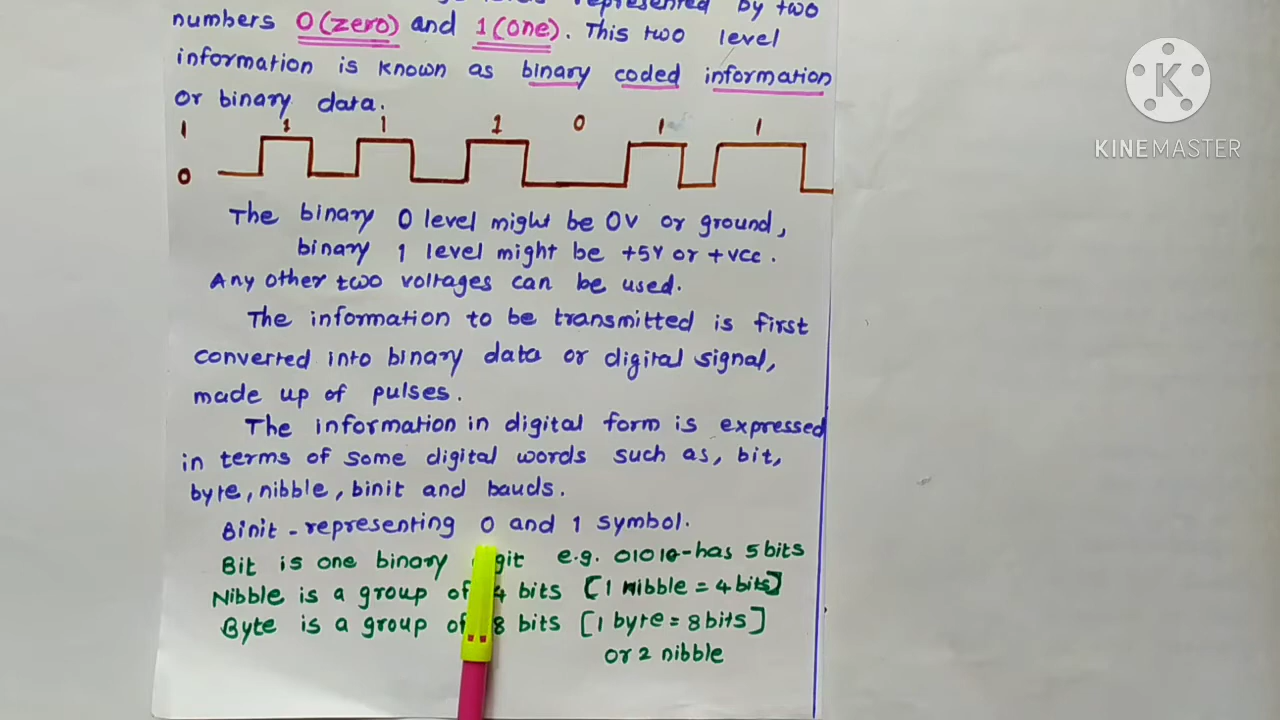 represented by two
numbers 0(zero) and 1(one). This two level
information is known as binary coded information
or binary data.
1 1 1 1 0 1 1
0
The binary 0 level might be 0V or ground,
binary 1 level might be +5V or +Vcc.
Any other two voltages can be used.
The information to be transmitted is first
converted into binary data or digital signal,
made up of pulses.
The information in digital form is expressed
in terms of some digital words such as, bit,
byte, nibble, binit and bauds.
Binit - representing 0 and 1 symbol.
Bit is one binary e.g. 01010-has 5 bits
Nibble is a group of 4 bits [1 nibble = 4 bits]
Byte is a group of 8 bits [1 byte = 8 bits]
or 2 nibble
K
KINEMASTER